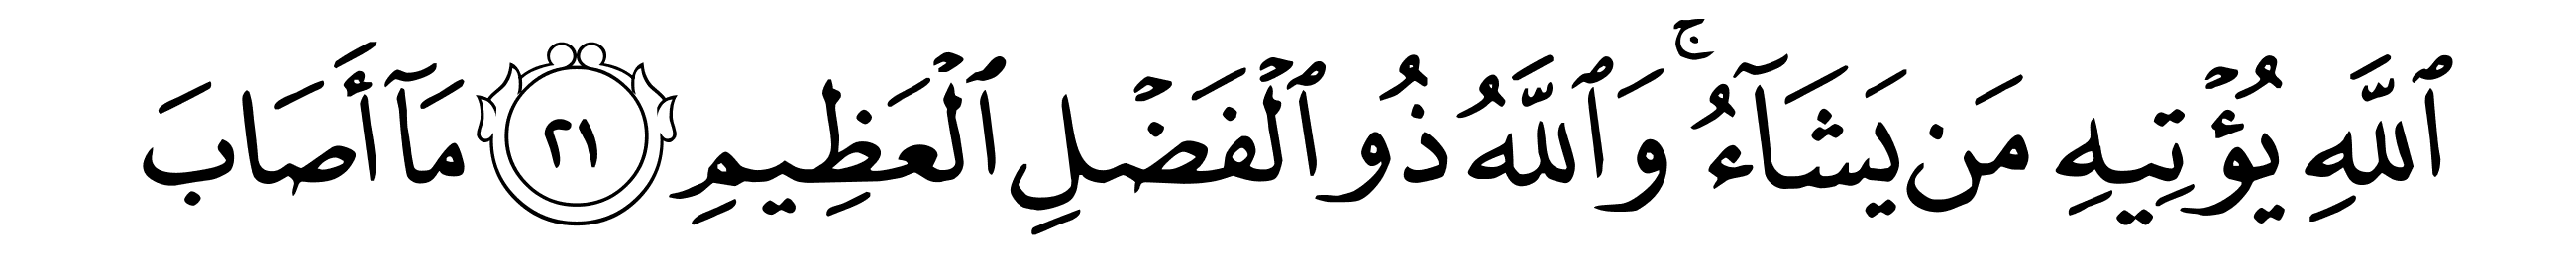 ٱللَّهِ يُؤۡتِيهِ مَن يَشَآءُۚ وَٱللَّهُ ذُو ٱلۡفَضۡلِ ٱلۡعَظِيمِ ٢١ مَآ أَصَابَ